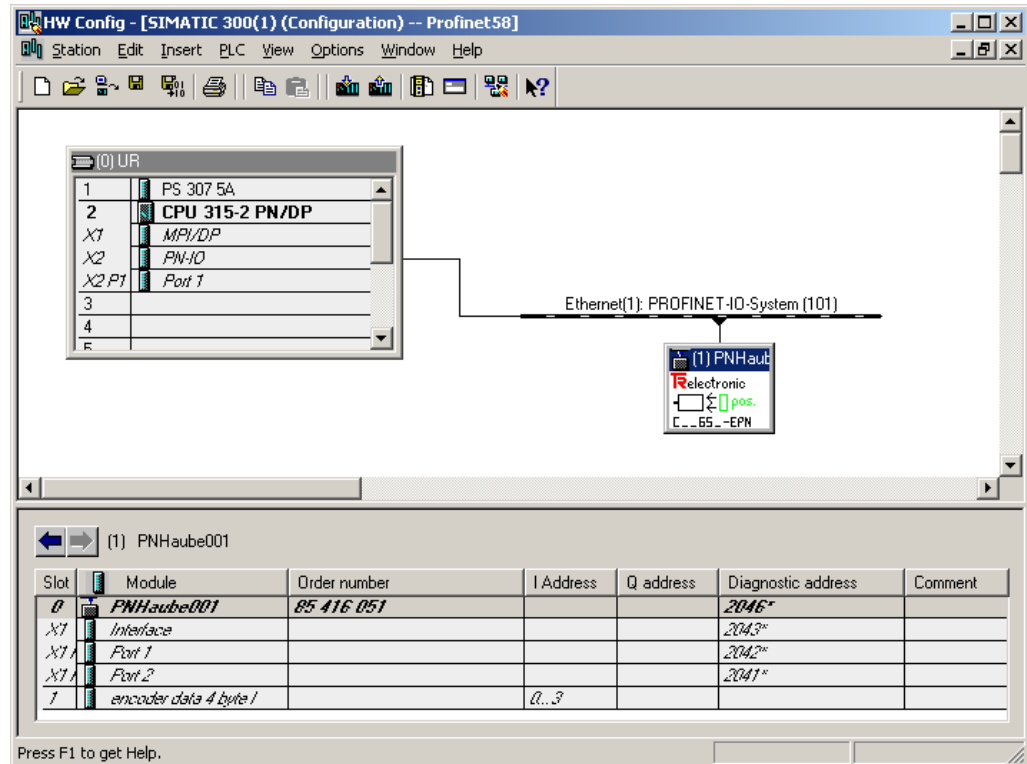 HW Config - [SIMATIC 300(1) (Configuration) -- Profinet58]
Station Edit Insert PLC View Options Window Help
(0) UR
1 PS 307 5A
2 CPU 315-2 PN/DP
X1 MPI/DP
X2 PN-IO
X2 P1 Port 1
3
4
5
Ethernet(1): PROFINET-IO-System (101)
(1) PNHaub
TRelectronic
pos.
C__65_-EPN
(1) PNHaube001
Slot Module Order number I Address Q address Diagnostic address Comment
0 PNHaube001 85 416 051 2046*
X1 Interface 2043*
X1 Port 1 2042*
X1 Port 2 2041*
1 encoder data 4 byte I 0...3
Press F1 to get Help.